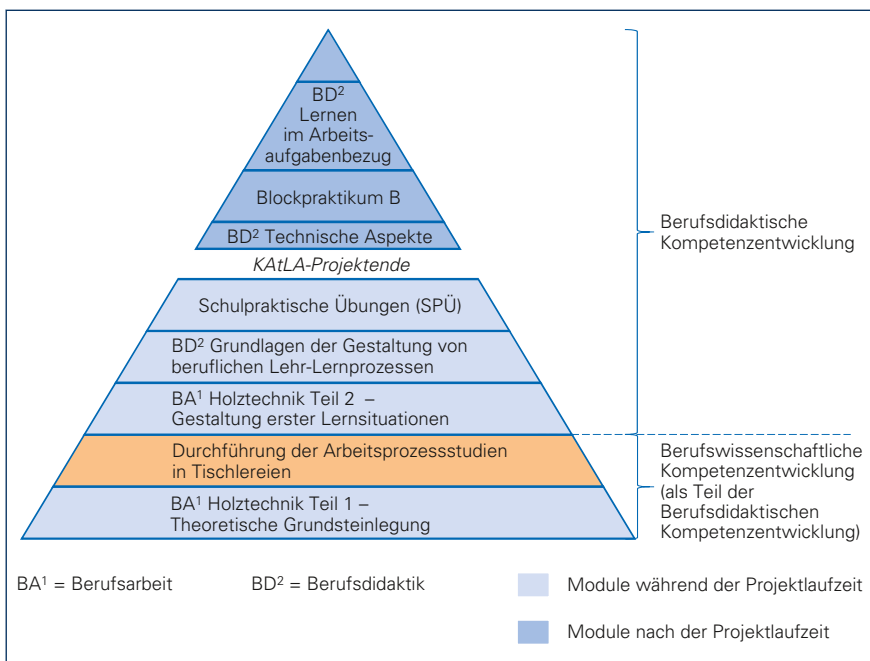 BD²
Lernen
im Arbeits-
aufgabenbezug
Blockpraktikum B
BD² Technische Aspekte
KAtLA-Projektende
Schulpraktische Übungen (SPÜ)
BD² Grundlagen der Gestaltung von
beruflichen Lehr-Lernprozessen
BA¹ Holztechnik Teil 2 –
Gestaltung erster Lernsituationen
Durchführung der Arbeitsprozessstudien
in Tischlereien
BA¹ Holztechnik Teil 1 –
Theoretische Grundsteinlegung
Berufsdidaktische
Kompetenzentwicklung
Berufswissenschaftliche
Kompetenzentwicklung
(als Teil der
Berufsdidaktischen
Kompetenzentwicklung)
BA¹ = Berufsarbeit
BD² = Berufsdidaktik
Module während der Projektlaufzeit
Module nach der Projektlaufzeit